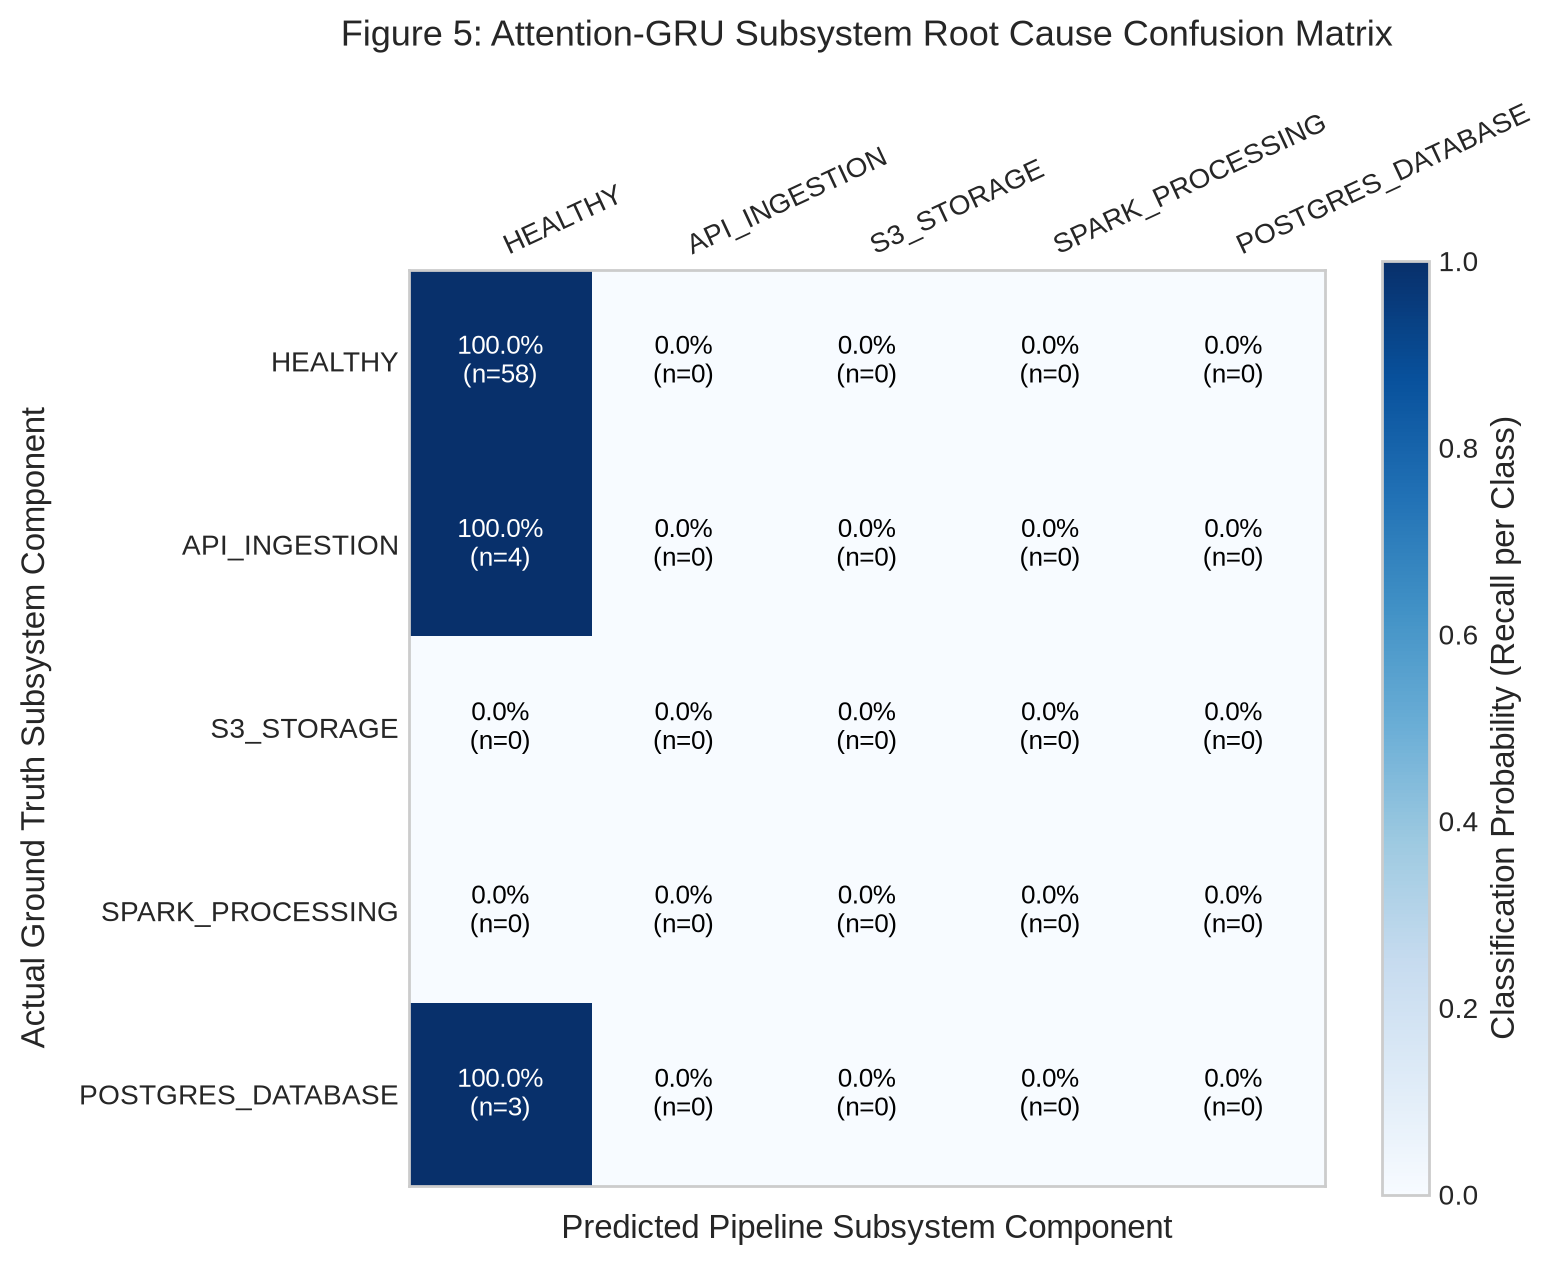 Figure 5: Attention-GRU Subsystem Root Cause Confusion Matrix
HEALTHY
API_INGESTION
S3_STORAGE
SPARK_PROCESSING
POSTGRES_DATABASE
Actual Ground Truth Subsystem Component
HEALTHY
100.0%
(n=58)
0.0%
(n=0)
0.0%
(n=0)
0.0%
(n=0)
0.0%
(n=0)
API_INGESTION
100.0%
(n=4)
0.0%
(n=0)
0.0%
(n=0)
0.0%
(n=0)
0.0%
(n=0)
S3_STORAGE
0.0%
(n=0)
0.0%
(n=0)
0.0%
(n=0)
0.0%
(n=0)
0.0%
(n=0)
SPARK_PROCESSING
0.0%
(n=0)
0.0%
(n=0)
0.0%
(n=0)
0.0%
(n=0)
0.0%
(n=0)
POSTGRES_DATABASE
100.0%
(n=3)
0.0%
(n=0)
0.0%
(n=0)
0.0%
(n=0)
0.0%
(n=0)
Predicted Pipeline Subsystem Component
1.0
0.8
0.6
0.4
0.2
0.0
Classification Probability (Recall per Class)